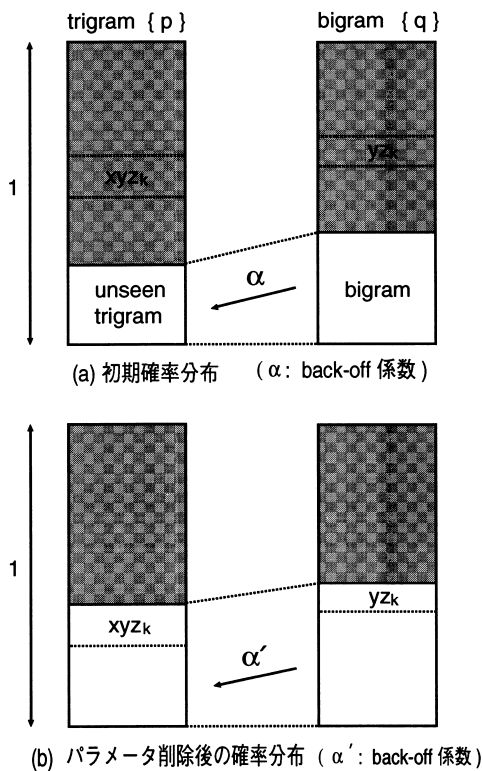 trigram { p } bigram { q }
1
xyzk
yzk
α
unseen
trigram
bigram
(a) 初期確率分布 (α: back-off 係数)
1
xyzk
yzk
α′
(b) パラメータ削除後の確率分布 (α′: back-off 係数)